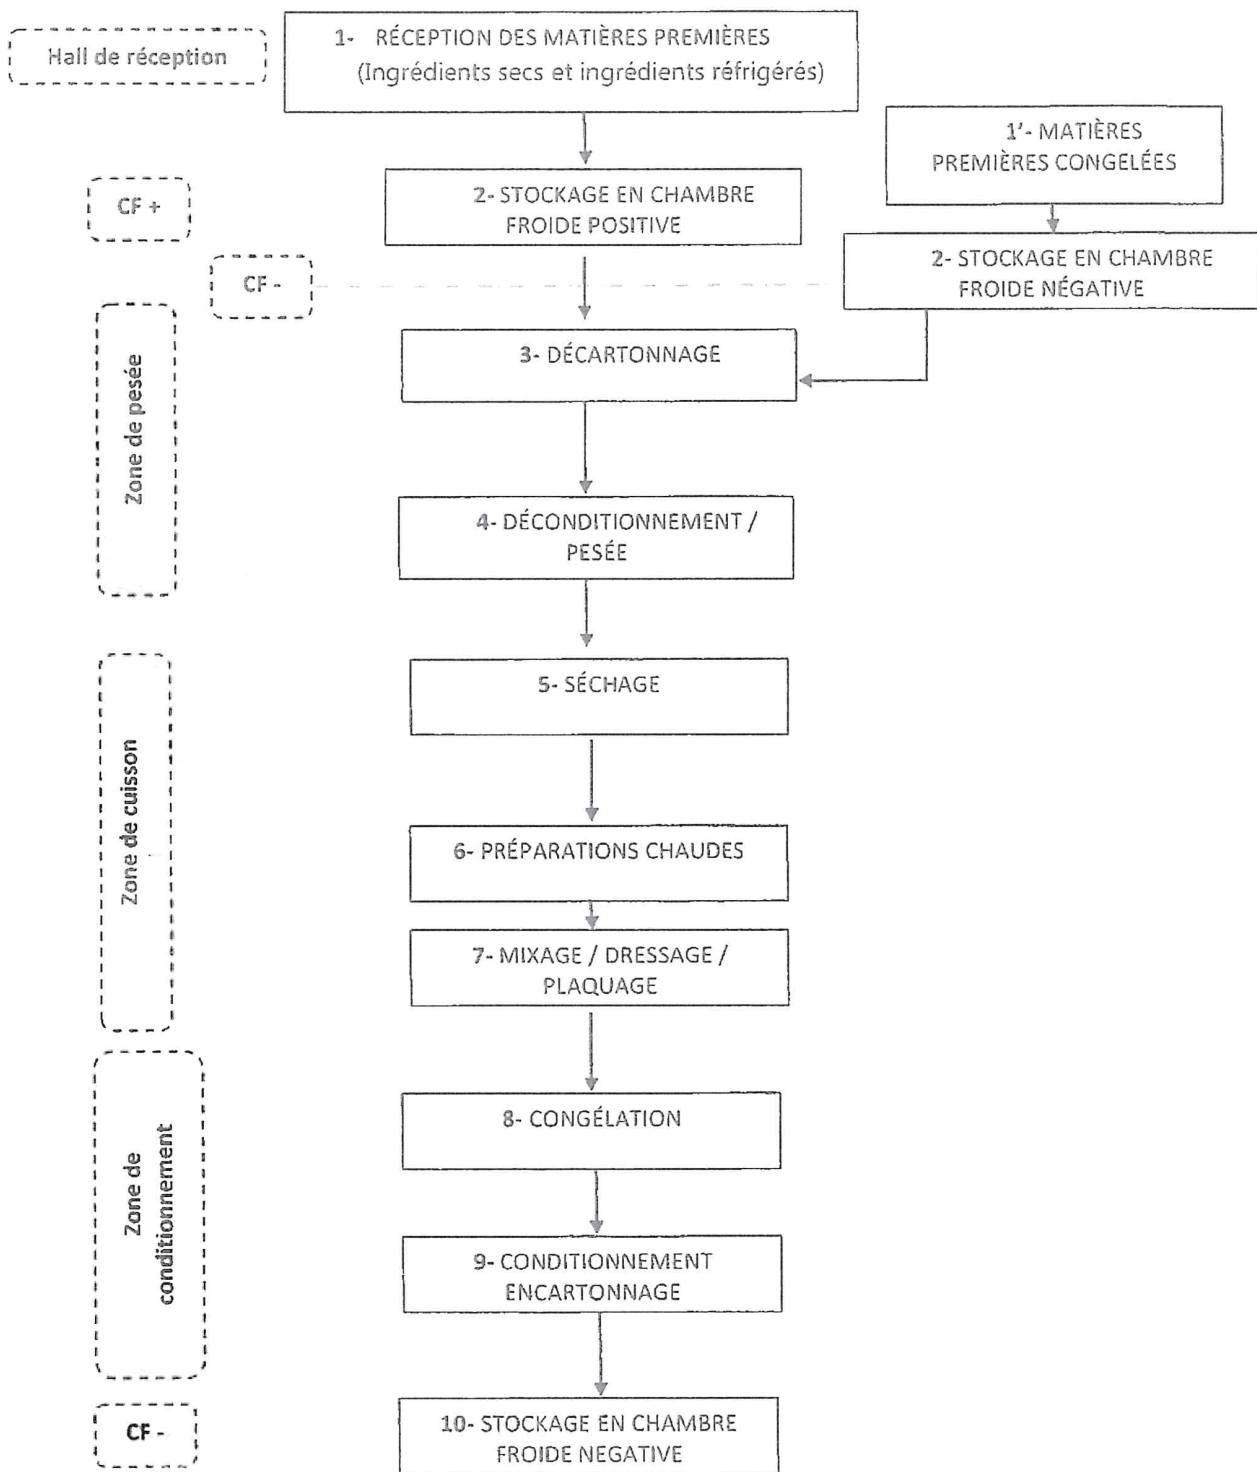 Hall de réception
1- RÉCEPTION DES MATIÈRES PREMIÈRES
(Ingrédients secs et ingrédients réfrigérés)
1'- MATIÈRES
PREMIÈRES CONGELÉES
CF +
2- STOCKAGE EN CHAMBRE
FROIDE POSITIVE
CF -
2- STOCKAGE EN CHAMBRE
FROIDE NÉGATIVE
Zone de pesée
3- DÉCARTONNAGE
4- DÉCONDITIONNEMENT /
PESÉE
Zone de cuisson
5- SÉCHAGE
6- PRÉPARATIONS CHAUDES
7- MIXAGE / DRESSAGE /
PLAQUAGE
Zone de
conditionnement
8- CONGÉLATION
9- CONDITIONNEMENT
ENCARTONNAGE
CF -
10- STOCKAGE EN CHAMBRE
FROIDE NEGATIVE